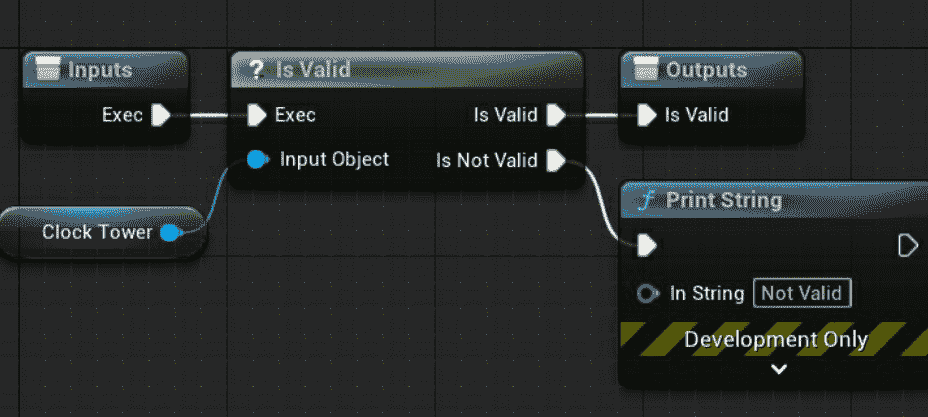 Inputs
Exec
? Is Valid
Exec
Is Valid
Input Object
Is Not Valid
Outputs
Is Valid
Clock Tower
f Print String
In String Not Valid
Development Only